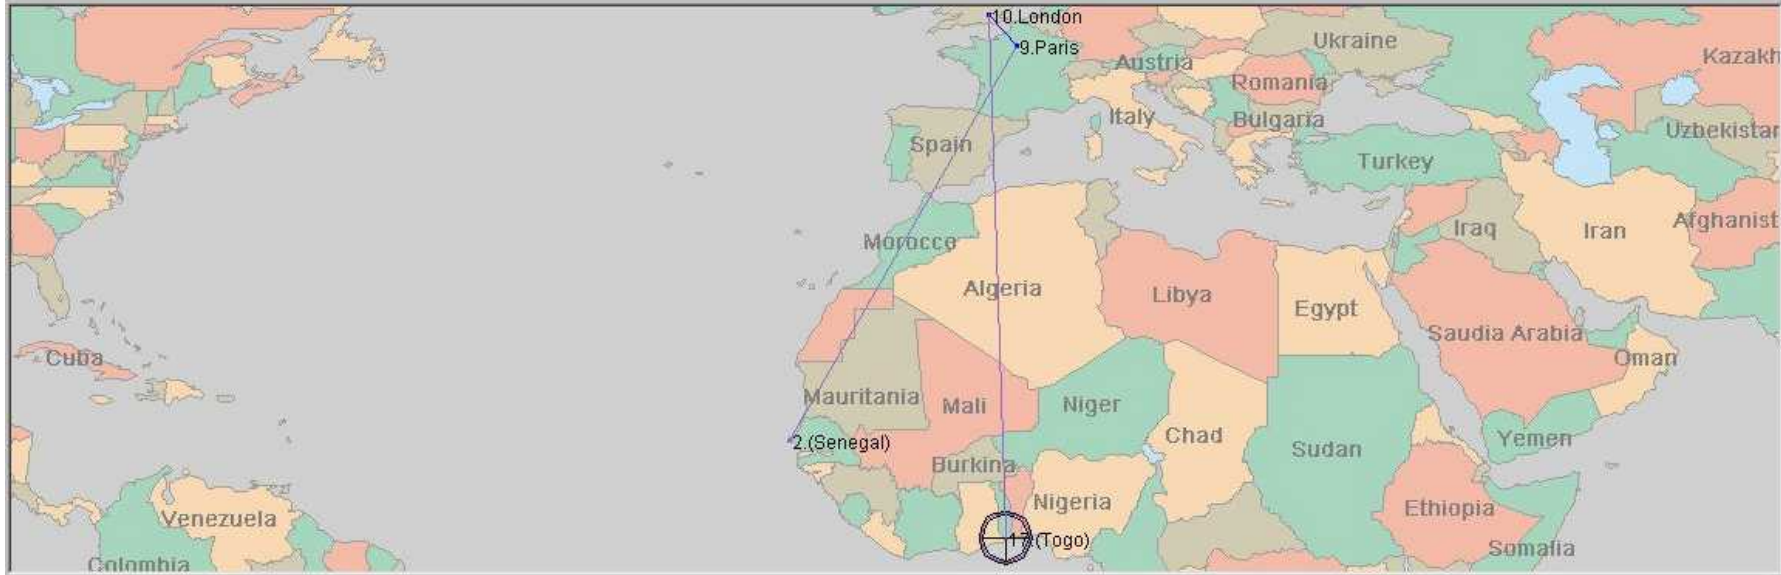 10.London
9.Paris
Ukraine
Austria
Kazakh
Romania
Italy
Bulgaria
Uzbekistar
Spain
Turkey
Afghanist
Iraq
Iran
Morocco
Algeria
Libya
Egypt
Saudia Arabia
Cuba
Oman
Mauritania
Mali
Niger
Chad
Yemen
2.(Senegal)
Sudan
Burkina
Nigeria
Ethiopia
Venezuela
17.(Togo)
Somalia
Colombia